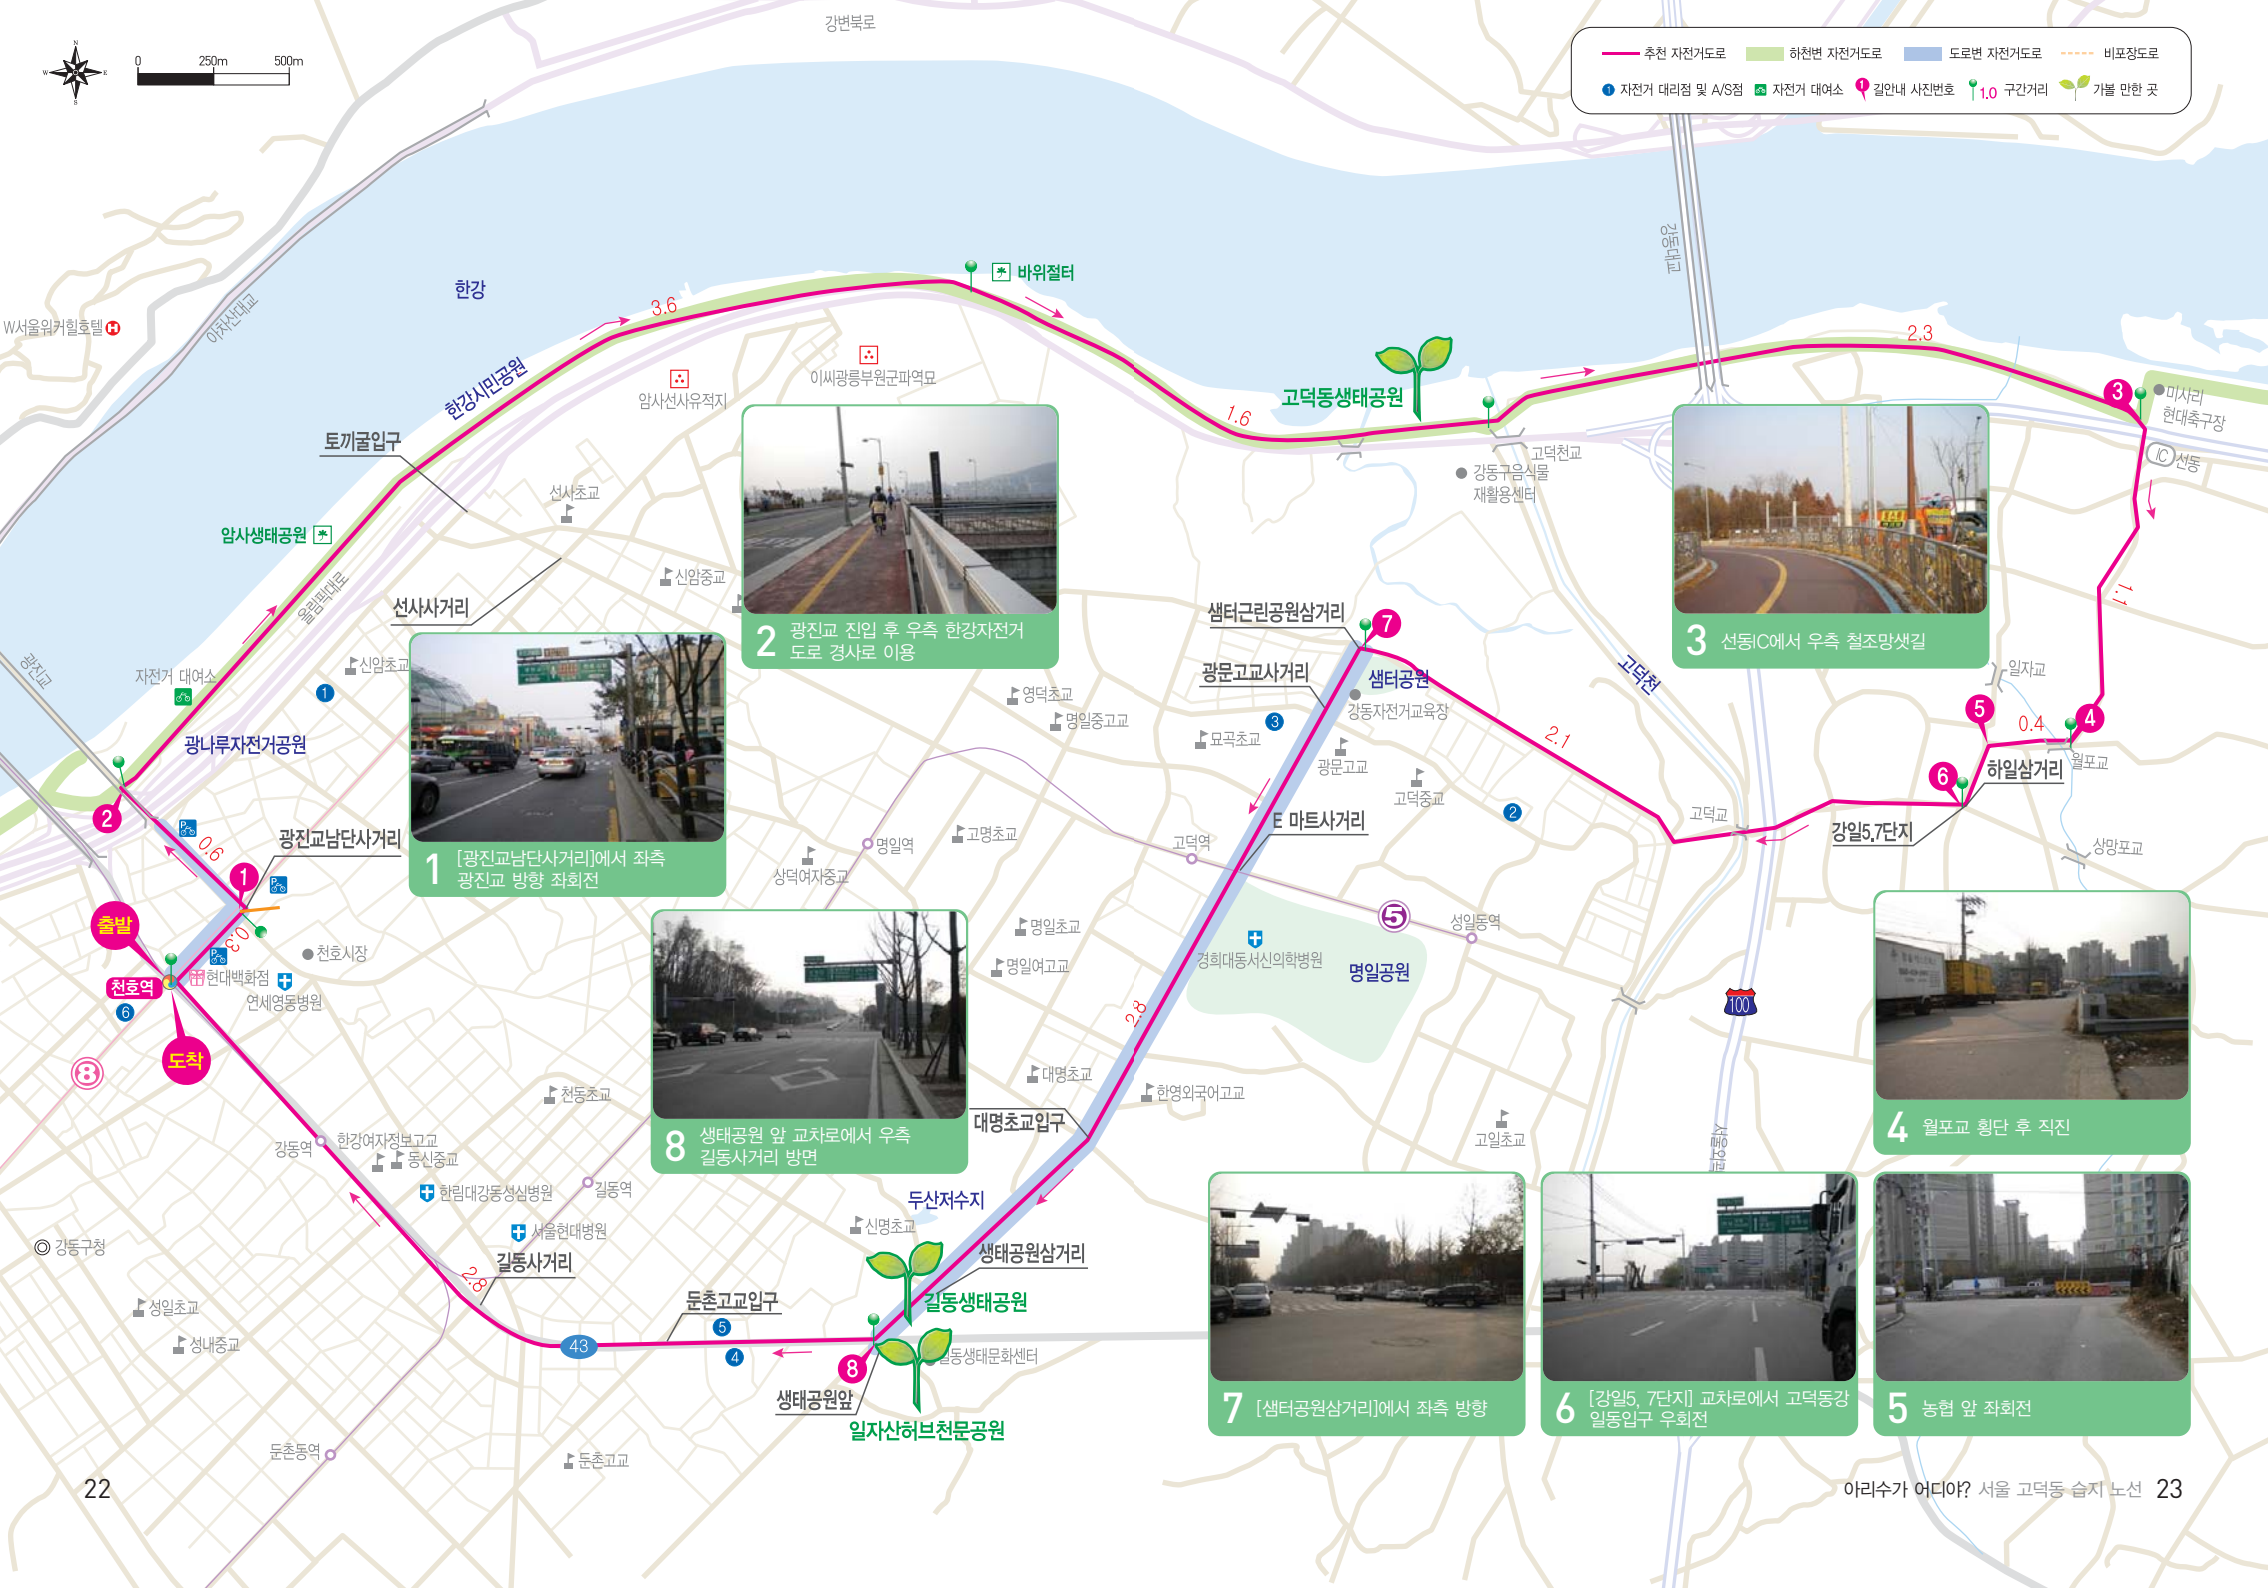 강변북로
N
W
E
S
0
250m
500m
추천 자전거도로
하천변 자전거도로
도로변 자전거도로
비포장도로
1 자전거 대리점 및 A/S점
자전거 대여소
1 길안내 사진번호
1.0 구간거리
가볼 만한 곳
강동대교
한강
바위절터
W서울워커힐호텔 H
아차산대교
3.6
2.3
이씨광릉부원군파역묘
암사선사유적지
한강시민공원
고덕동생태공원
1.6
3
미사리
현대축구장
IC 선동
토끼굴입구
고덕천교
강동구음식물
재활용센터
선사초교
암사생태공원
올림픽대로
신암중교
선사사거리
1.1
2 광진교 진입 후 우측 한강자전거
도로 경사로 이용
3 선동IC에서 우측 철조망샛길
샘터근린공원삼거리
7
광진교
자전거 대여소
신암초교
1
광문고교사거리
샘터공원
고덕천
일자교
영덕초교
명일중고교
강동자전거교육장
3
묘곡초교
5
0.4
4
2.1
광나루자전거공원
광문고교
월포교
하일삼거리
6
고덕중교
2
2
0.6
광진교남단사거리
E 마트사거리
고덕교
강일5,7단지
상망포교
고명초교
명일역
고덕역
상덕여자중교
1 [광진교남단사거리]에서 좌측
광진교 방향 좌회전
1
P
P
출발
0.3
P
천호시장
5
성일동역
명일초교
경희대동서신의학병원
명일공원
명일여고교
천호역
현대백화점
연세영동병원
6
100
2.8
8
도착
천동초교
대명초교
한영외국어고교
대명초교입구
고일초교
서울외곽
강동역
한강여자정보고교
동신중교
8 생태공원 앞 교차로에서 우측
길동사거리 방면
4 월포교 횡단 후 직진
한림대강동성심병원
길동역
두산저수지
신명초교
서울현대병원
강동구청
길동사거리
생태공원삼거리
2.8
둔촌고교입구
길동생태공원
성일초교
5
성내중교
43
4
8
길동생태문화센터
생태공원앞
일자산허브천문공원
7 [샘터공원삼거리]에서 좌측 방향
6 [강일5, 7단지] 교차로에서 고덕동강
일동입구 우회전
5 농협 앞 좌회전
둔촌동역
둔촌고교
22
아리수가 어디야? 서울 고덕동 습지 노선 23